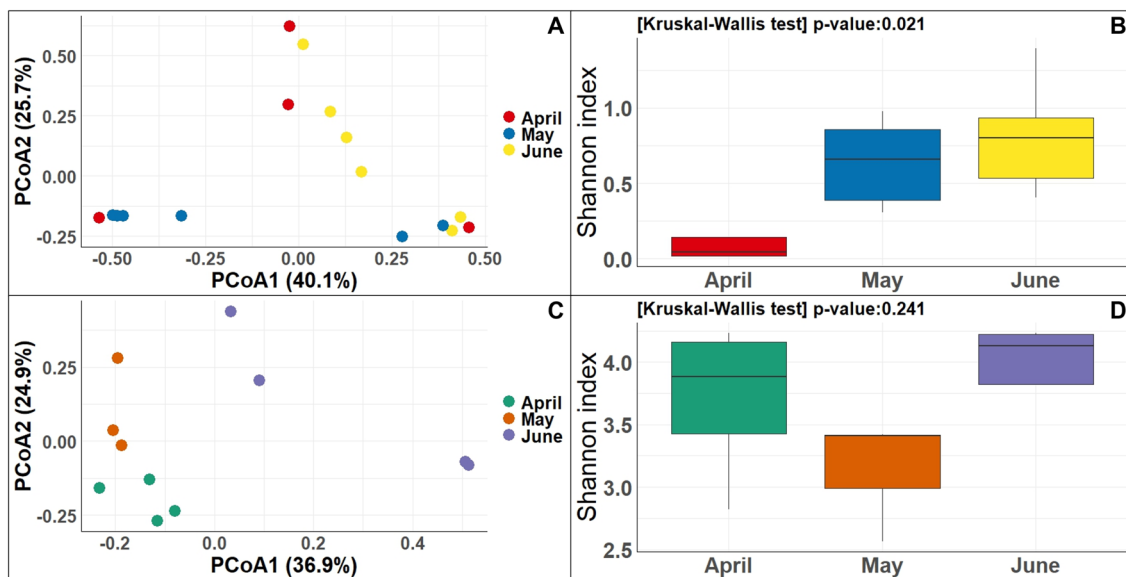 A
PCoA2 (25.7%)
0.50
0.25
0.00
-0.25
-0.50
-0.25
0.00
0.25
0.50
PCoA1 (40.1%)
April
May
June
[Kruskal-Wallis test] p-value:0.021
B
Shannon index
1.0
0.5
0.0
April
May
June
C
PCoA2 (24.9%)
0.25
0.00
-0.25
-0.2
0.0
0.2
0.4
PCoA1 (36.9%)
April
May
June
[Kruskal-Wallis test] p-value:0.241
D
Shannon index
4.0
3.5
3.0
2.5
April
May
June